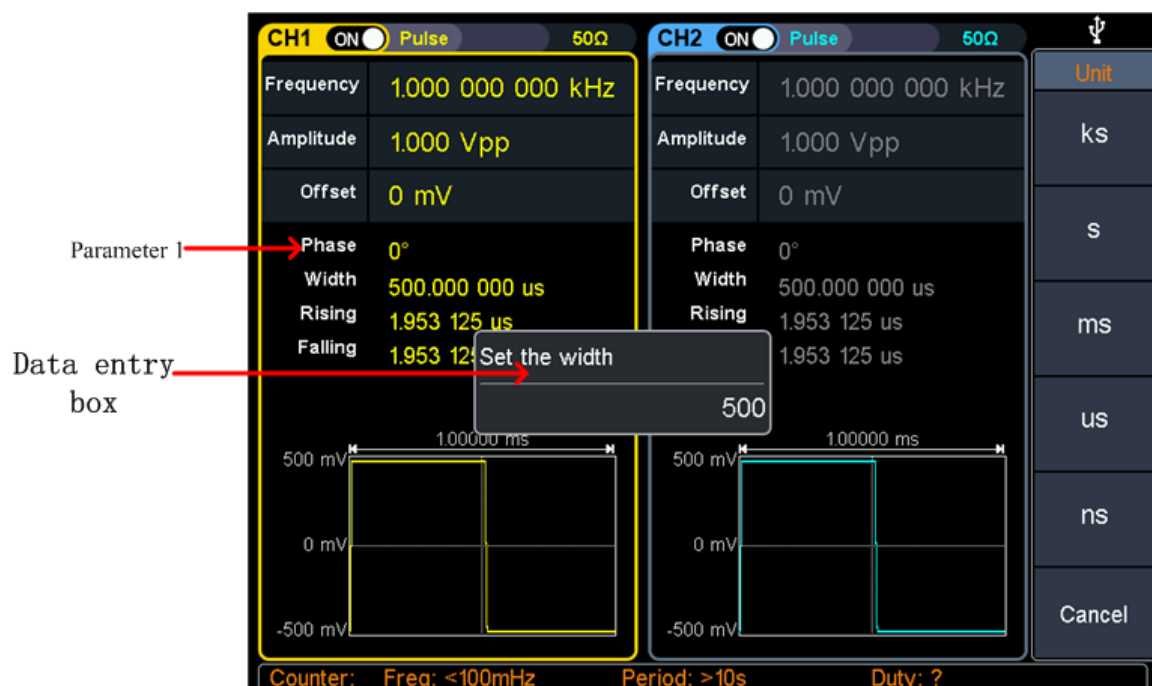 CH1 ON Pulse 50Ω
CH2 ON Pulse 50Ω
Unit
Frequency 1.000 000 000 kHz
Frequency 1.000 000 000 kHz
ks
Amplitude 1.000 Vpp
Amplitude 1.000 Vpp
Offset 0 mV
Offset 0 mV
s
Parameter 1
Phase 0°
Phase 0°
Width 500.000 000 us
Width 500.000 000 us
Rising 1.953 125 us
Rising 1.953 125 us
ms
Falling 1.953 125
1.953 125 us
Data entry
box
Set the width
500
us
1.00000 ms
1.00000 ms
500 mV
500 mV
ns
0 mV
0 mV
Cancel
-500 mV
-500 mV
Counter: Freq: <100mHz Period: >10s Duty: ?